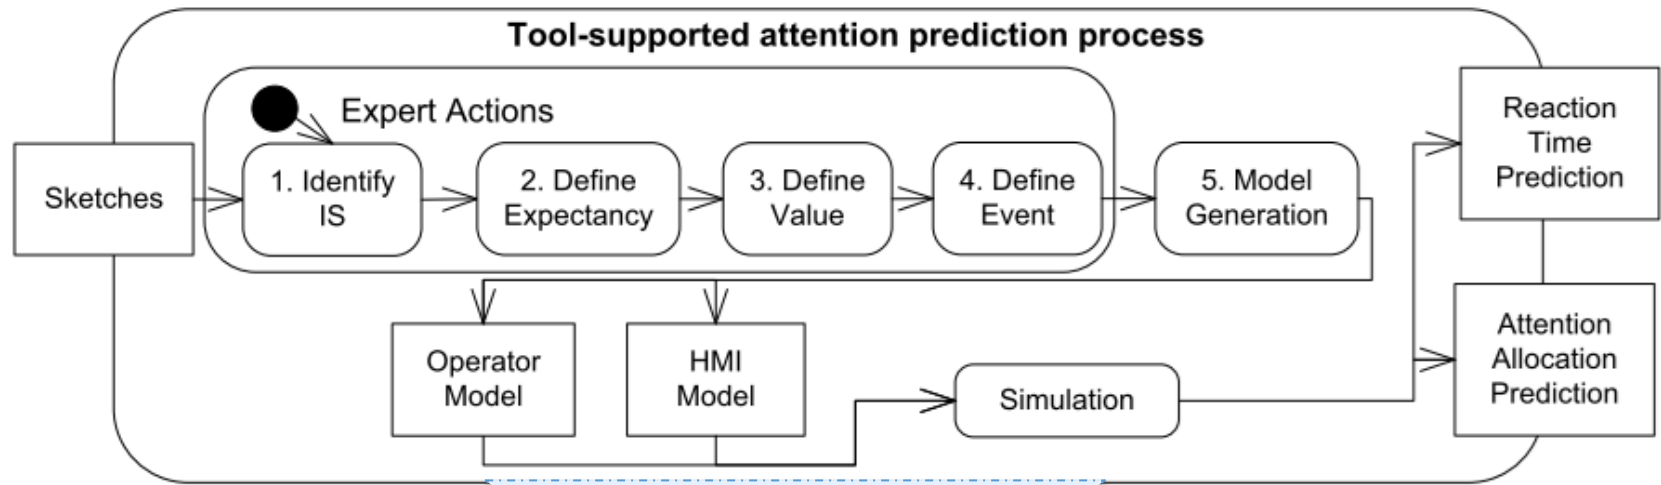 Tool-supported attention prediction process
Expert Actions
Sketches
1. Identify
IS
2. Define
Expectancy
3. Define
Value
4. Define
Event
5. Model
Generation
Operator
Model
HMI
Model
Simulation
Reaction
Time
Prediction
Attention
Allocation
Prediction